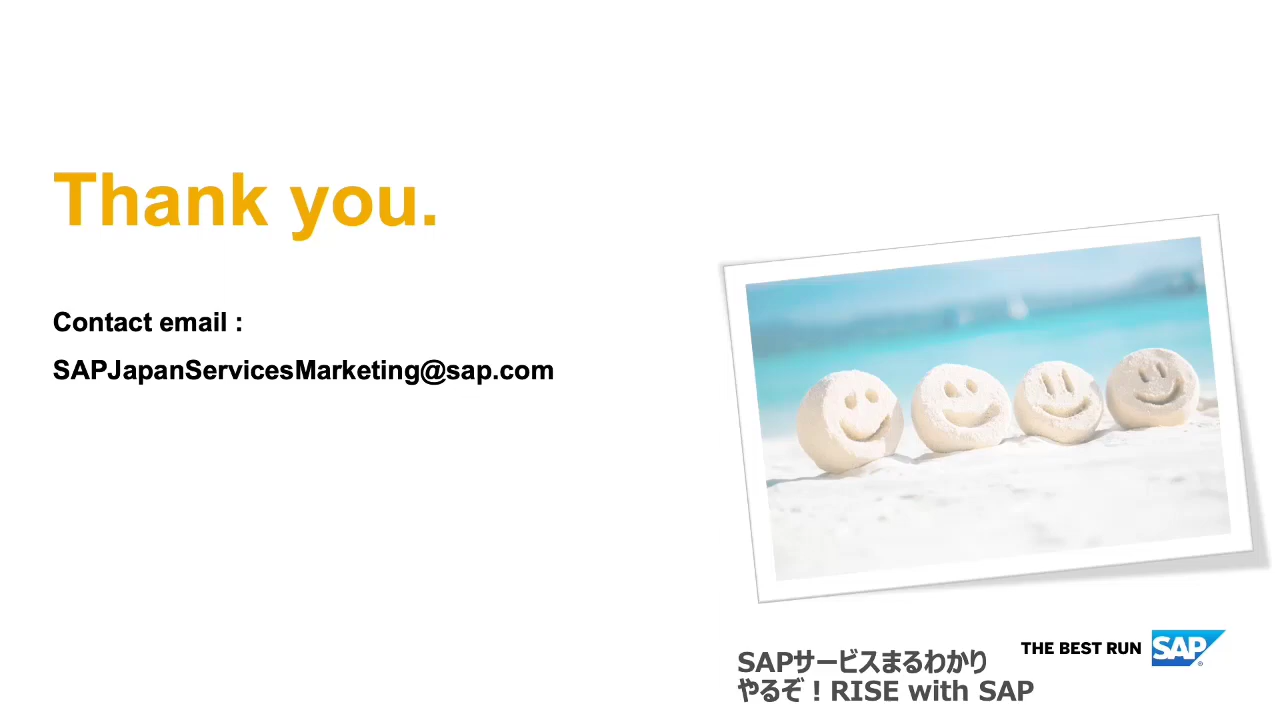 Thank you.
Contact email :
SAPJapanServicesMarketing@sap.com
THE BEST RUN SAP®
SAPサービスまるわかり
やるぞ！RISE with SAP